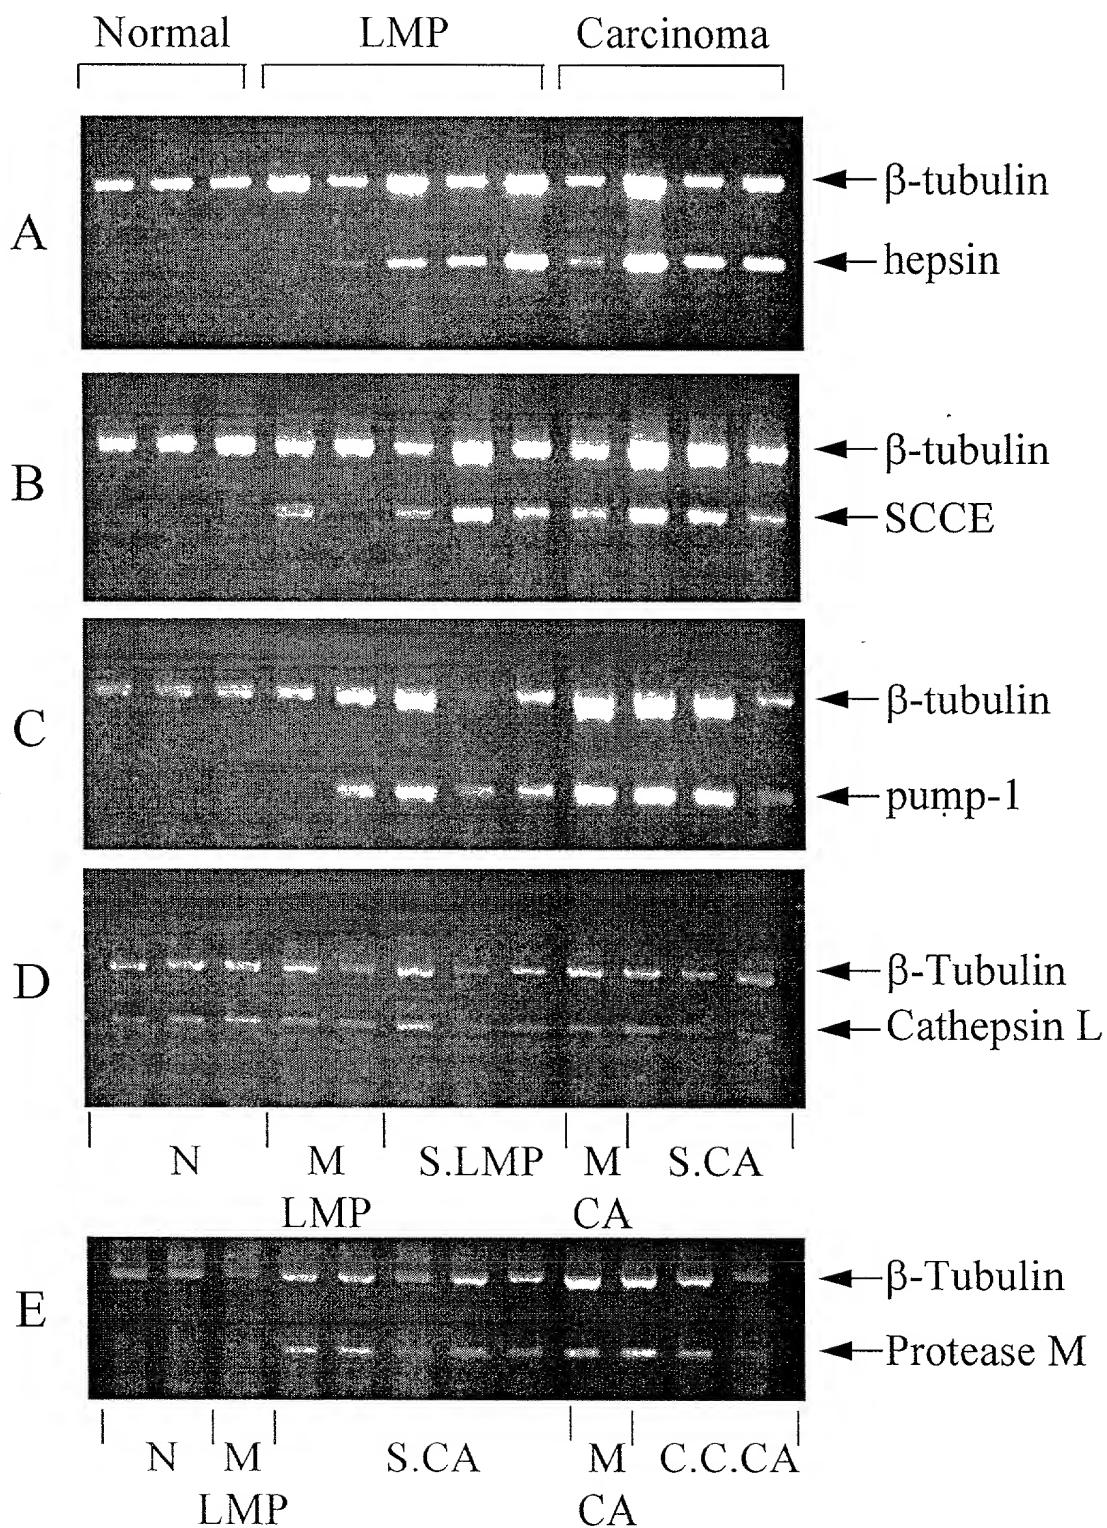 Normal LMP Carcinoma
A
β-tubulin
hepsin
B
β-tubulin
SCCE
C
β-tubulin
pump-1
D
β-Tubulin
Cathepsin L
N M S.LMP M S.CA
LMP CA
E
β-Tubulin
Protease M
N M S.CA M C.C.CA
LMP CA